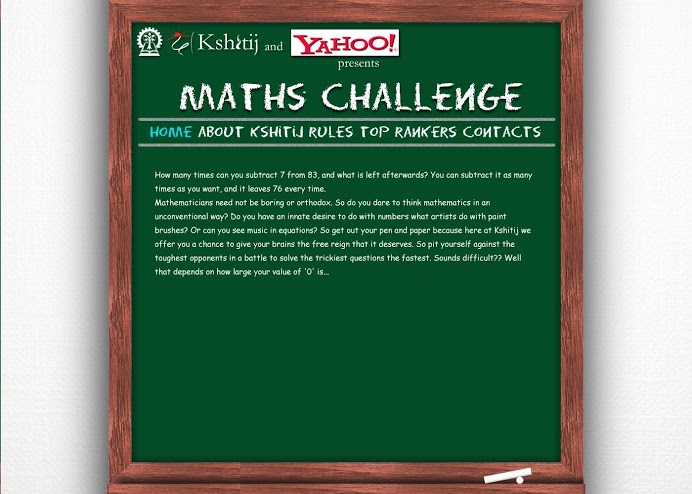 Kshitij and YAHOO!
presents
MATHS CHALLENGE
HOME ABOUT KSHITIJ RULES TOP RANKERS CONTACTS
How many times can you subtract 7 from 83, and what is left afterwards? You can subtract it as many
times as you want, and it leaves 76 every time.
Mathematicians need not be boring or orthodox. So do you dare to think mathematics in an
unconventional way? Do you have an innate desire to do with numbers what artists do with paint
brushes? Or can you see music in equations? So get out your pen and paper because here at Kshitij we
offer you a chance to give your brains the free reign that it deserves. So pit yourself against the
toughest opponents in a battle to solve the trickiest questions the fastest. Sounds difficult?? Well
that depends on how large your value of '0' is...